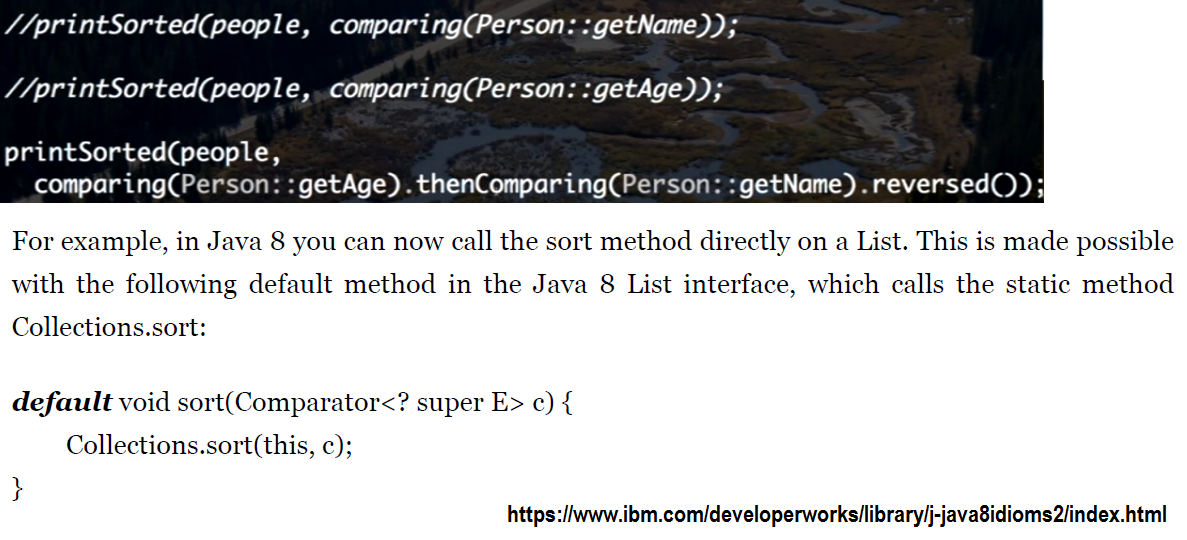 //printSorted(people, comparing(Person::getName));
//printSorted(people, comparing(Person::getAge));
printSorted(people,
comparing(Person::getAge).thenComparing(Person::getName).reversed());
For example, in Java 8 you can now call the sort method directly on a List. This is made possible
with the following default method in the Java 8 List interface, which calls the static method
Collections.sort:
default void sort(Comparator<? super E> c) {
Collections.sort(this, c);
}
https://www.ibm.com/developerworks/library/j-java8idioms2/index.html